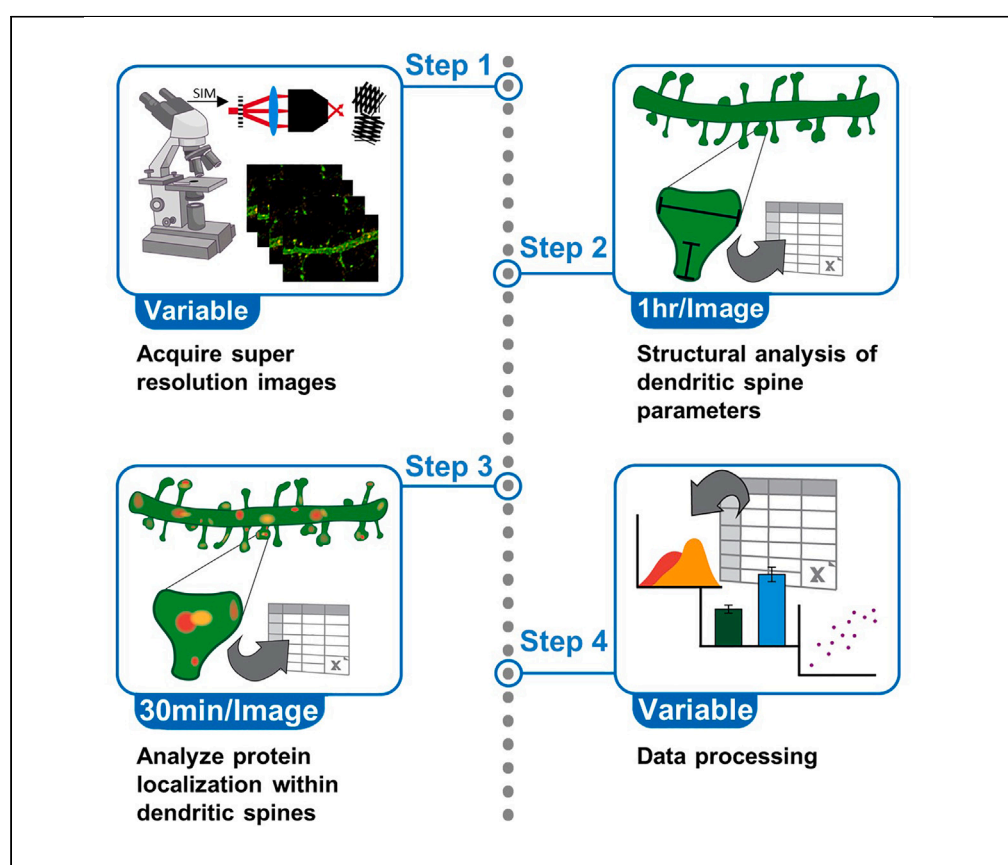 Step 1
SIM
Variable
Acquire super
resolution images
Step 2
X
1hr/Image
Structural analysis of
dendritic spine
parameters
Step 3
X
30min/Image
Analyze protein
localization within
dendritic spines
Step 4
X
Variable
Data processing